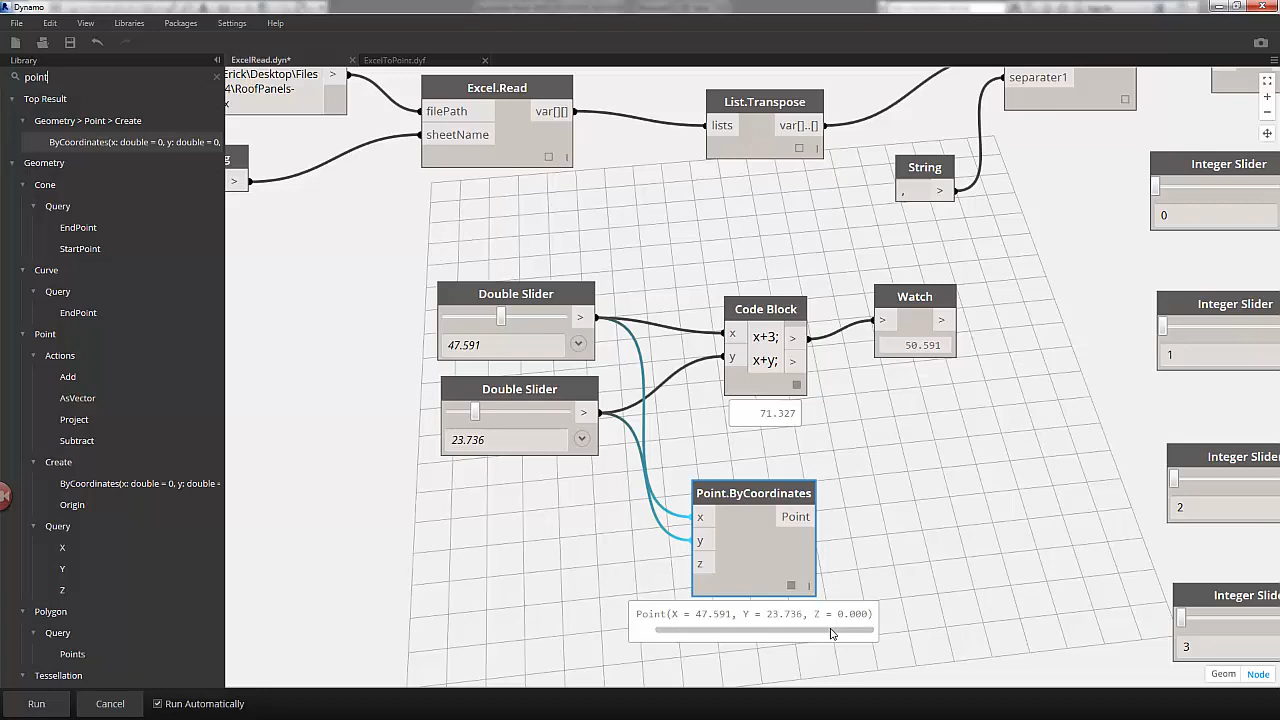 Dynamo
File Edit View Libraries Packages Settings Help
Library
ExcelRead.dyn* ×
ExcelToPoint.dyf ×
point ×
Top Result
Geometry > Point > Create
ByCoordinates(x: double = 0, y: double = 0,
Geometry
Cone
Query
EndPoint
StartPoint
Curve
Query
EndPoint
Point
Actions
Add
AsVector
Project
Subtract
Create
ByCoordinates(x: double = 0, y: double =
Origin
Query
X
Y
Z
Polygon
Query
Points
Tessellation
Erick\Desktop\Files >
4\RoofPanels-
x
g
>
Excel.Read
filePath var[][]
sheetName
List.Transpose
lists var[]..[]
separater1
String
, >
Double Slider
>
47.591
Double Slider
>
23.736
Code Block
x x+3; >
y x+y; >
71.327
Watch
> >
50.591
Point.ByCoordinates
x Point
y
z
Point(X = 47.591, Y = 23.736, Z = 0.000)
Integer Slider
0
Integer Slider
1
Integer Slider
2
Integer Slide
3
Geom Node
Run Cancel Run Automatically